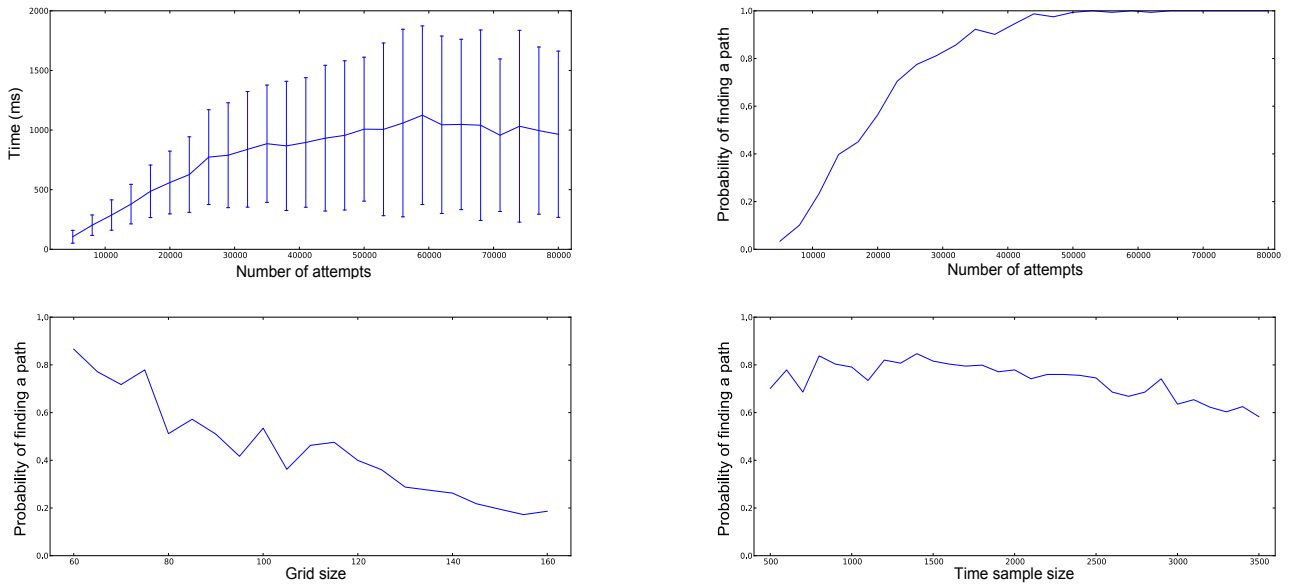 2000
1500
1000
500
0
Time (ms)
10000 20000 30000 40000 50000 60000 70000 80000
Number of attempts
1.0
0.8
0.6
0.4
0.2
0.0
Probability of finding a path
10000 20000 30000 40000 50000 60000 70000 80000
Number of attempts
1.0
0.8
0.6
0.4
0.2
0.0
Probability of finding a path
60 80 100 120 140 160
Grid size
1.0
0.8
0.6
0.4
0.2
0.0
Probability of finding a path
500 1000 1500 2000 2500 3000 3500
Time sample size